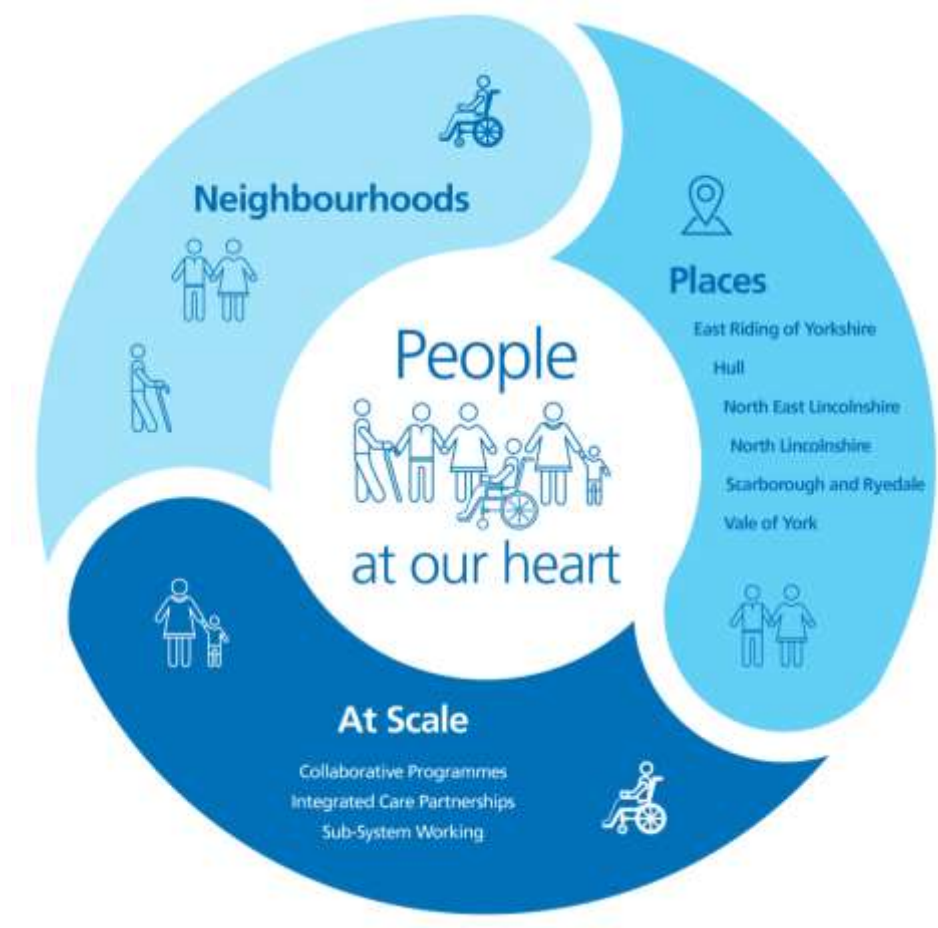 Neighbourhoods
Places
East Riding of Yorkshire
Hull
North East Lincolnshire
North Lincolnshire
Scarborough and Ryedale
Vale of York
People
at our heart
At Scale
Collaborative Programmes
Integrated Care Partnerships
Sub-System Working